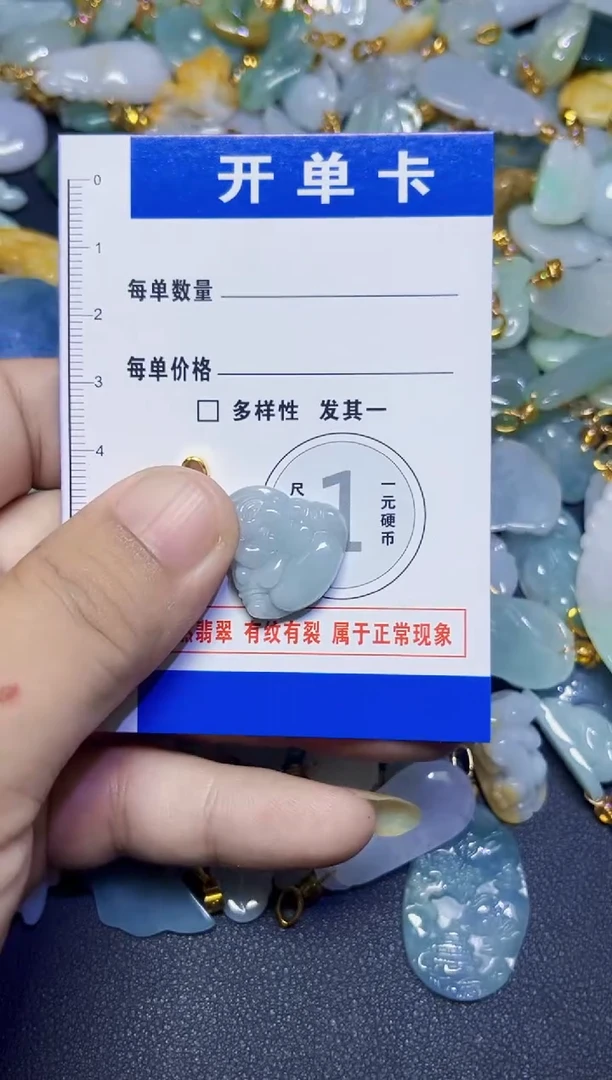 开单卡
0
1
2
3
4
每单数量
每单价格
多样性 发其一
尺
1
一元硬币
翡翠 有纹有裂 属于正常现象